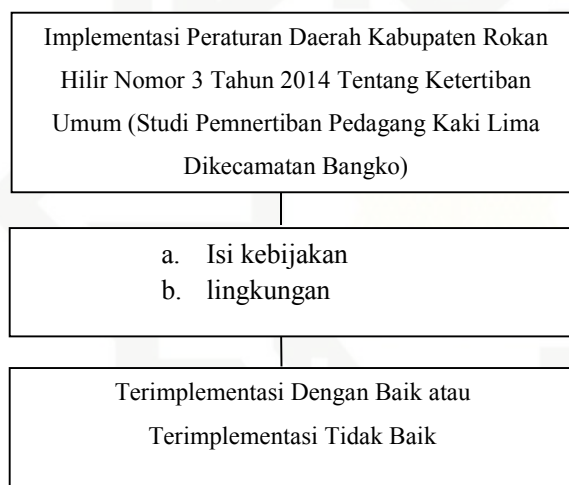 Implementasi Peraturan Daerah Kabupaten Rokan
Hilir Nomor 3 Tahun 2014 Tentang Ketertiban
Umum (Studi Pemnertiban Pedagang Kaki Lima
Dikecamatan Bangko)
a. Isi kebijakan
b. lingkungan
Terimplementasi Dengan Baik atau
Terimplementasi Tidak Baik